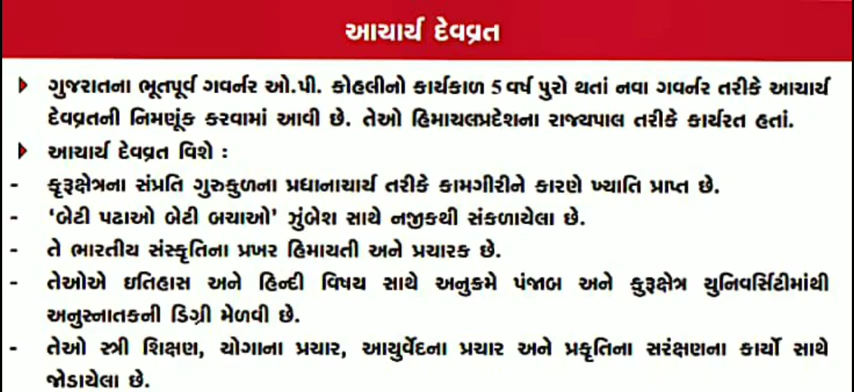 આચાર્ય દેવવ્રત
ગુજરાતના ભૂતપૂર્વ ગવર્નર ઓ.પી. કોહલીનો કાર્યકાળ 5 વર્ષ પુરો થતાં નવા ગવર્નર તરીકે આચાર્ય
દેવવ્રતની નિમણૂંક કરવામાં આવી છે. તેઓ હિમાચલપ્રદેશના રાજ્યપાલ તરીકે કાર્યરત હતાં.
આચાર્ય દેવવ્રત વિશે :
- કૂરૂક્ષેત્રના સંપ્રતિ ગુરુકુળના પ્રધાનાચાર્ય તરીકે કામગીરીને કારણે ખ્યાતિ પ્રાપ્ત છે.
- ‘બેટી પઢાઓ બેટી બચાઓ’ ઝુંબેશ સાથે નજીકથી સંકળાયેલા છે.
- તે ભારતીય સંસ્કૃતિના પ્રખર હિમાયતી અને પ્રચારક છે.
- તેઓએ ઇતિહાસ અને હિન્દી વિષય સાથે અનુક્રમે પંજાબ અને કુરૂક્ષેત્ર યુનિવર્સિટીમાંથી
અનુસ્નાતકની ડિગ્રી મેળવી છે.
- તેઓ સ્ત્રી શિક્ષણ, યોગાના પ્રચાર, આયુર્વેદના પ્રચાર અને પ્રકૃતિના સરંક્ષણના કાર્યો સાથે
જોડાયેલા છે.